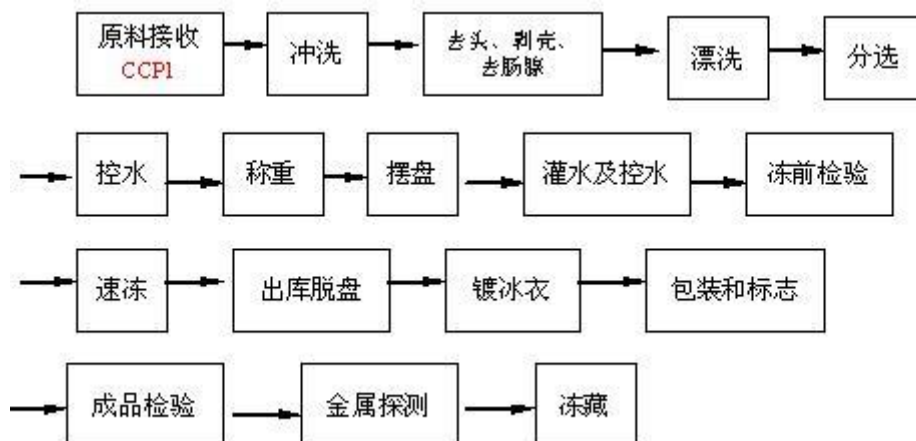 原料接收
CCP1
冲洗
去头、剥壳、
去肠腺
漂洗
分选
控水
称重
摆盘
灌水及控水
冻前检验
速冻
出库脱盘
镀冰衣
包装和标志
成品检验
金属探测
冻藏